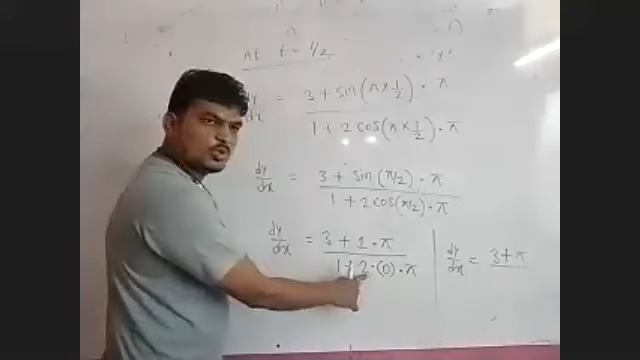 at t = 1/2
dy/dx = 3 + sin(π×1/2) · π / 1 + 2 cos(π×1/2) · π
dy/dx = 3 + sin(π/2) · π / 1 + 2 cos(π/2) · π
dy/dx = 3 + 1 · π / 1 + 2 · (0) · π
dy/dx = 3 + π